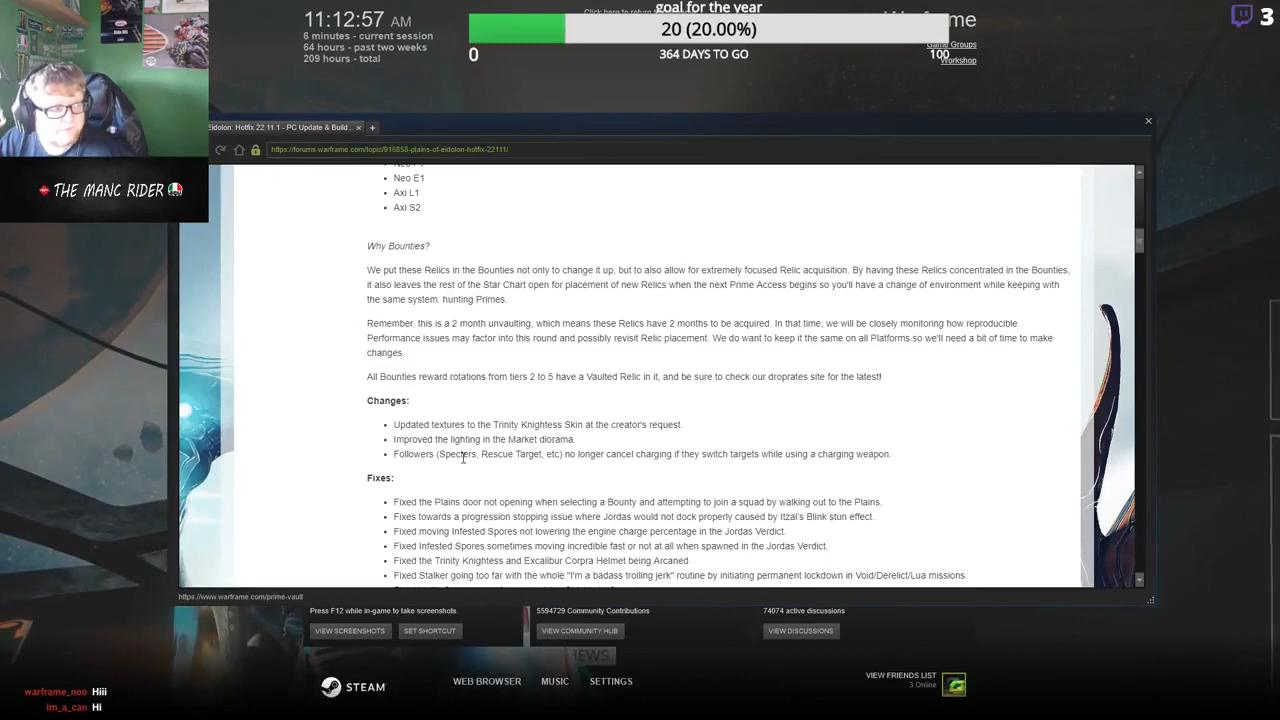 11:12:57 AM
6 minutes - current session
64 hours - past two weeks
209 hours - total
Click here to return
goal for the year
20 (20.00%)
0
364 DAYS TO GO
100
Warframe
Game Groups
Workshop
3
THE MANC RIDER
Eidolon: Hotfix 22.11.1 - PC Update & Build...
https://forums.warframe.com/topic/916858-plains-of-eidolon-hotfix-22111/
Neo E1
Axi L1
Axi S2
Why Bounties?
We put these Relics in the Bounties not only to change it up, but to also allow for extremely focused Relic acquisition. By having these Relics concentrated in the Bounties,
it also leaves the rest of the Star Chart open for placement of new Relics when the next Prime Access begins so you'll have a change of environment while keeping with
the same system. hunting Primes.
Remember, this is a 2 month unvaulting, which means these Relics have 2 months to be acquired. In that time, we will be closely monitoring how reproducible
Performance issues may factor into this round and possibly revisit Relic placement. We do want to keep it the same on all Platforms so we'll need a bit of time to make
changes.
All Bounties reward rotations from tiers 2 to 5 have a Vaulted Relic in it, and be sure to check our droprates site for the latest!
Changes:
Updated textures to the Trinity Knightess Skin at the creator's request.
Improved the lighting in the Market diorama.
Followers (Specters, Rescue Target, etc) no longer cancel charging if they switch targets while using a charging weapon.
Fixes:
Fixed the Plains door not opening when selecting a Bounty and attempting to join a squad by walking out to the Plains.
Fixes towards a progression stopping issue where Jordas would not dock properly caused by Itzal's Blink stun effect.
Fixed moving Infested Spores not lowering the engine charge percentage in the Jordas Verdict.
Fixed Infested Spores sometimes moving incredible fast or not at all when spawned in the Jordas Verdict.
Fixed the Trinity Knightess and Excalibur Corpra Helmet being Arcaned.
Fixed Stalker going too far with the whole "I'm a badass trolling jerk" routine by initiating permanent lockdown in Void/Derelict/Lua missions.
https://www.warframe.com/prime-vault
Press F12 while in-game to take screenshots.
5594729 Community Contributions
74074 active discussions
VIEW SCREENSHOTS
SET SHORTCUT
VIEW COMMUNITY HUB
VIEW DISCUSSIONS
STEAM
WEB BROWSER
MUSIC
SETTINGS
VIEW FRIENDS LIST
3 Online
warframe_noo Hiii
im_a_can Hi